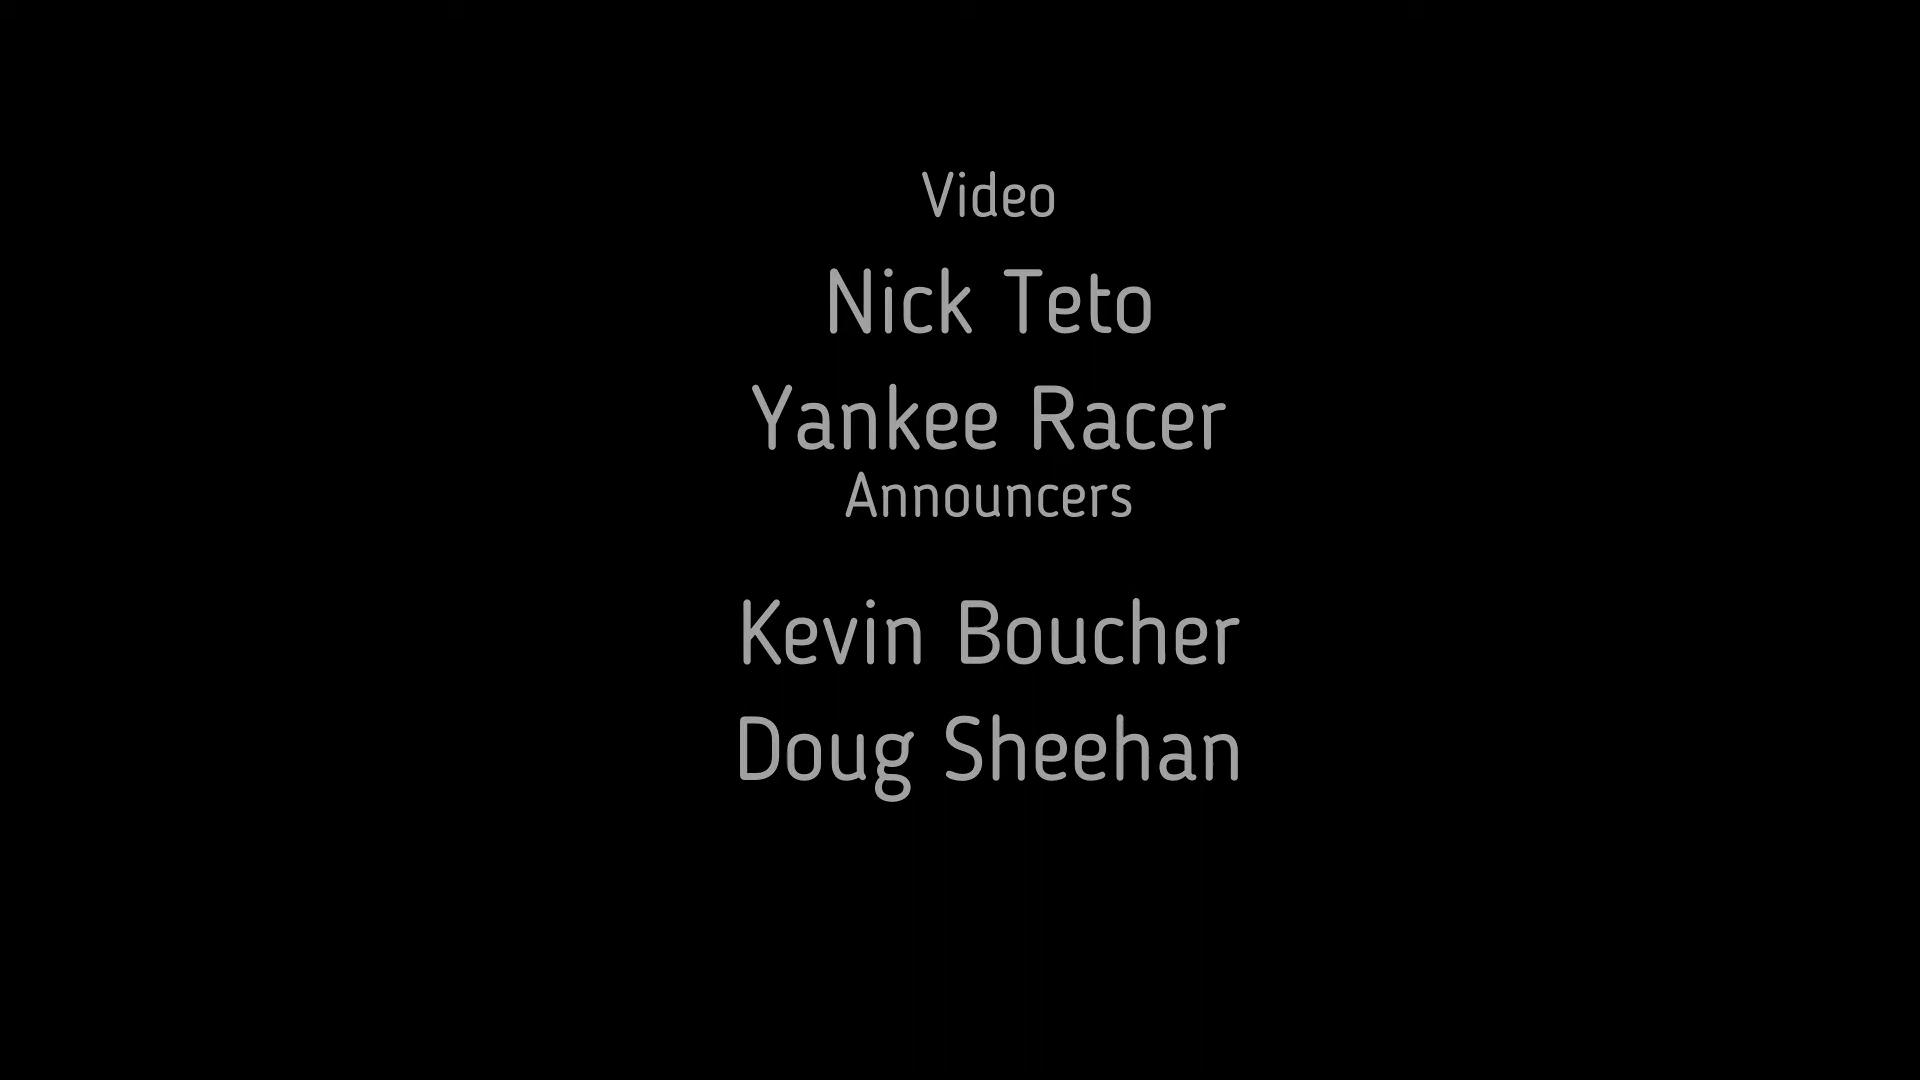 Video
Nick Teto
Yankee Racer
Announcers
Kevin Boucher
Doug Sheehan